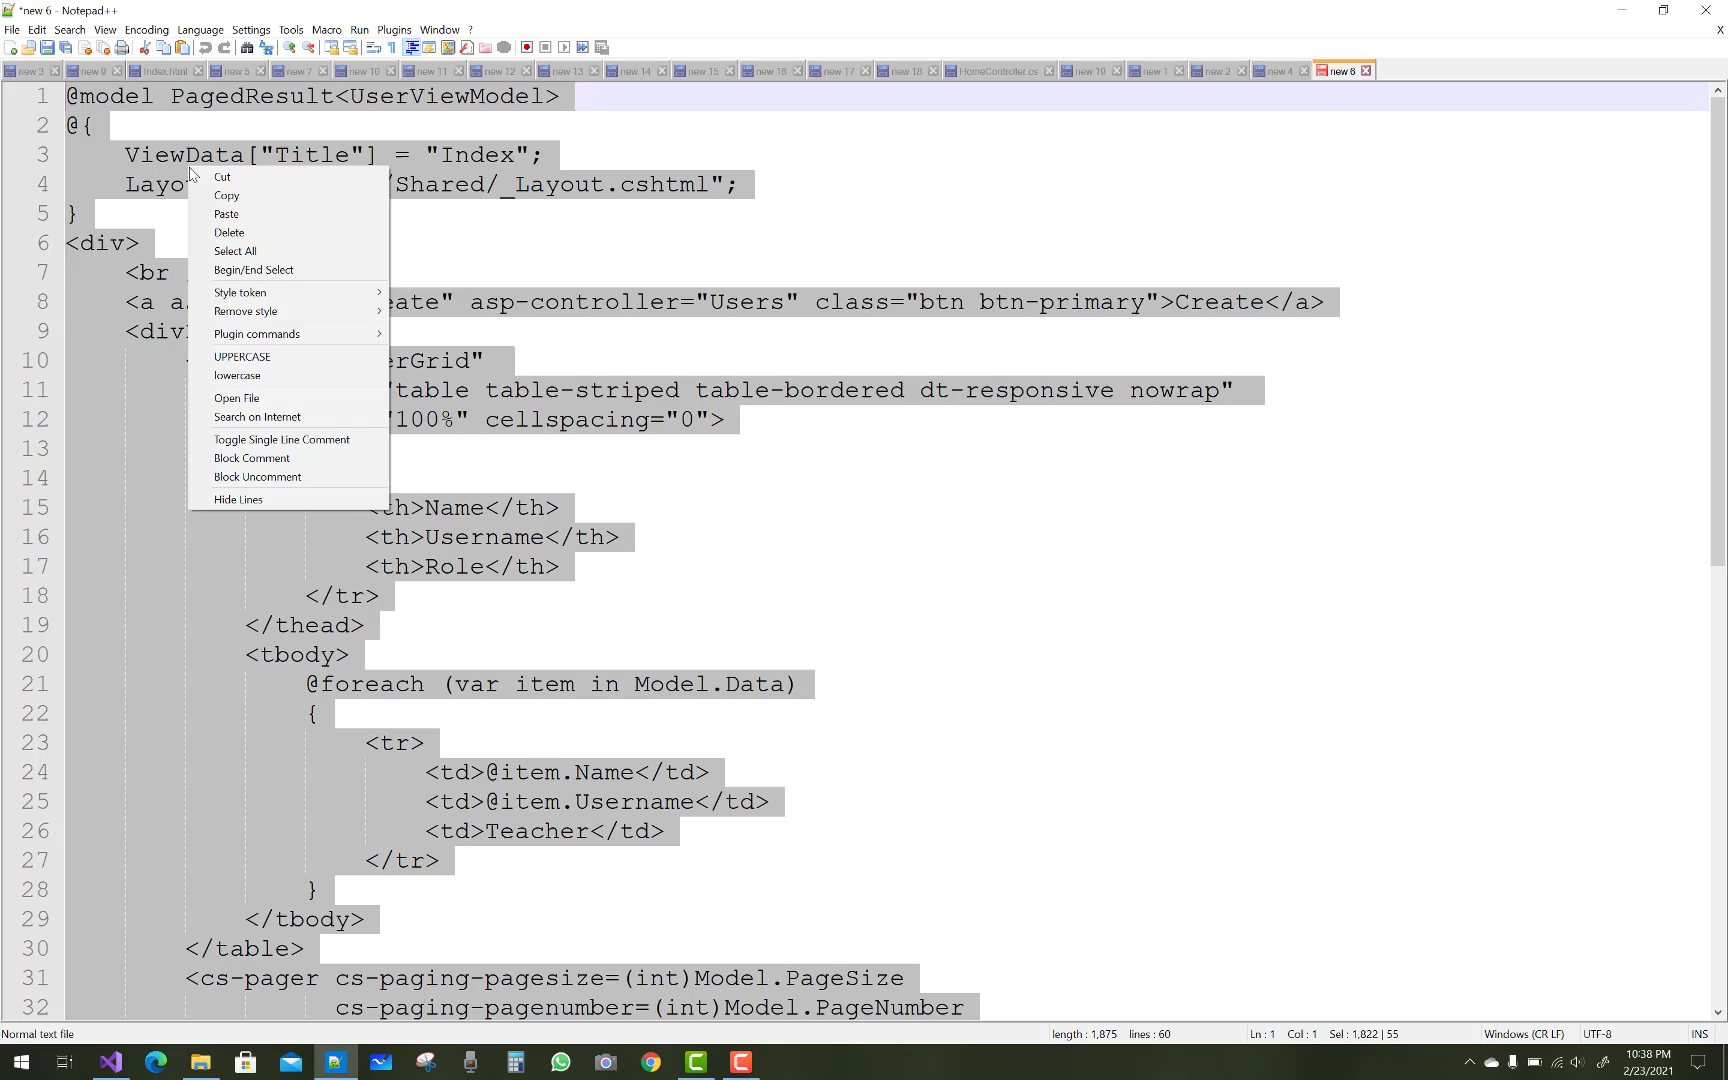 *new 6 - Notepad++
File Edit Search View Encoding Language Settings Tools Macro Run Plugins Window ? X
new 3 new 9 Index.html new 5 new 7 new 10 new 11 new 12 new 13 new 14 new 15 new 16 new 17 new 18 HomeController.cs new 19 new 1 new 2 new 4 new 6
1 @model PagedResult<UserViewModel>
2 @{
3 ViewData["Title"] = "Index";
4 Layo /Shared/_Layout.cshtml";
5 }
6 <div>
7 <br
8 <a a eate" asp-controller="Users" class="btn btn-primary">Create</a>
9 <div
10 erGrid"
11 "table table-striped table-bordered dt-responsive nowrap"
12 "100%" cellspacing="0">
13
14
15 <th>Name</th>
16 <th>Username</th>
17 <th>Role</th>
18 </tr>
19 </thead>
20 <tbody>
21 @foreach (var item in Model.Data)
22 {
23 <tr>
24 <td>@item.Name</td>
25 <td>@item.Username</td>
26 <td>Teacher</td>
27 </tr>
28 }
29 </tbody>
30 </table>
31 <cs-pager cs-paging-pagesize=(int)Model.PageSize
32 cs-paging-pagenumber=(int)Model.PageNumber
Cut
Copy
Paste
Delete
Select All
Begin/End Select
Style token
Remove style
Plugin commands
UPPERCASE
lowercase
Open File
Search on Internet
Toggle Single Line Comment
Block Comment
Block Uncomment
Hide Lines
Normal text file length : 1,875 lines : 60 Ln : 1 Col : 1 Sel : 1,822 | 55 Windows (CR LF) UTF-8 INS
10:38 PM
2/23/2021